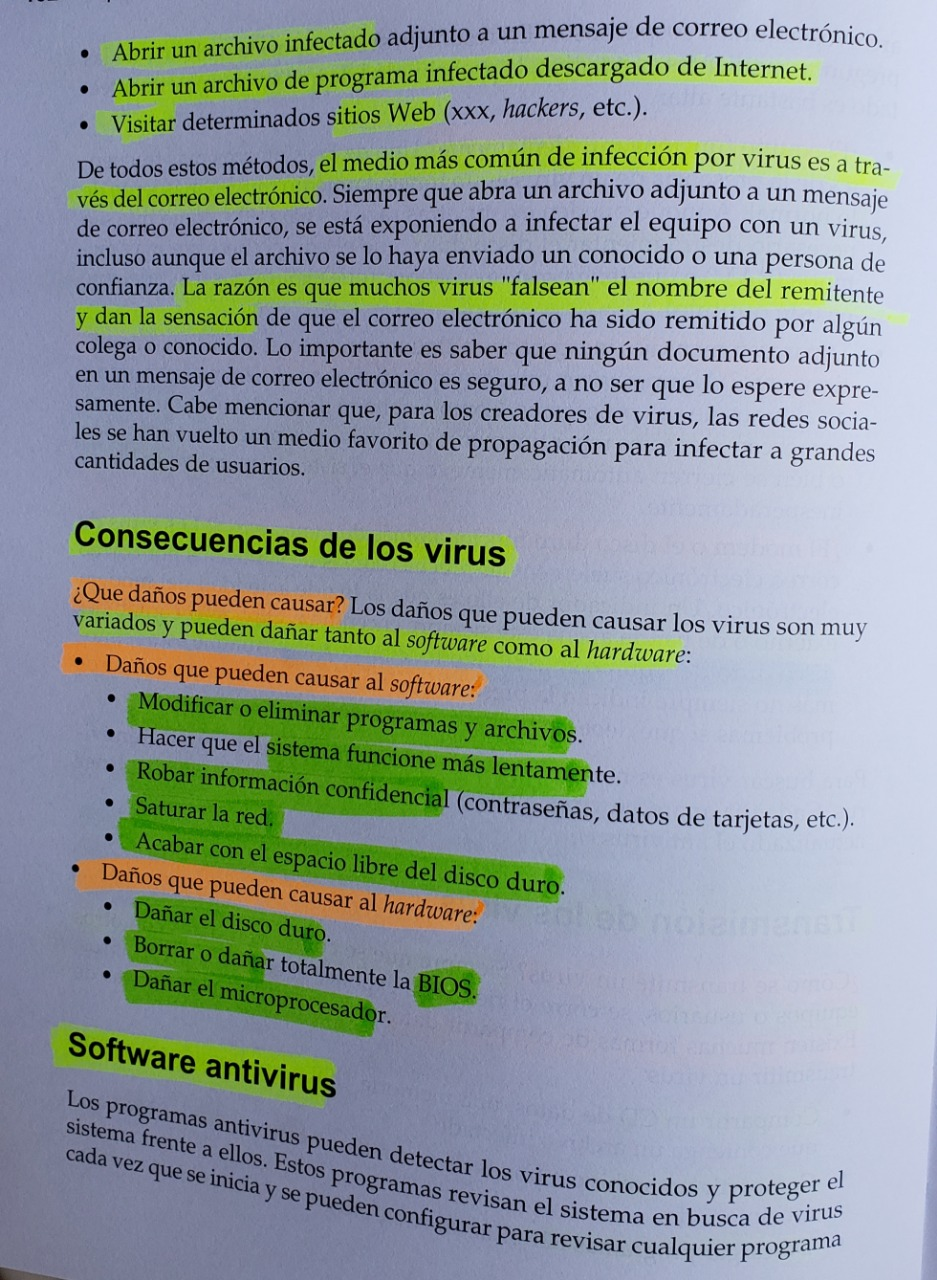 • Abrir un archivo infectado adjunto a un mensaje de correo electrónico.
• Abrir un archivo de programa infectado descargado de Internet.
• Visitar determinados sitios Web (xxx, hackers, etc.).
De todos estos métodos, el medio más común de infección por virus es a tra-
vés del correo electrónico. Siempre que abra un archivo adjunto a un mensaje
de correo electrónico, se está exponiendo a infectar el equipo con un virus,
incluso aunque el archivo se lo haya enviado un conocido o una persona de
confianza. La razón es que muchos virus "falsean" el nombre del remitente
y dan la sensación de que el correo electrónico ha sido remitido por algún
colega o conocido. Lo importante es saber que ningún documento adjunto
en un mensaje de correo electrónico es seguro, a no ser que lo espere expre-
samente. Cabe mencionar que, para los creadores de virus, las redes socia-
les se han vuelto un medio favorito de propagación para infectar a grandes
cantidades de usuarios.
Consecuencias de los virus
¿Que daños pueden causar? Los daños que pueden causar los virus son muy
variados y pueden dañar tanto al software como al hardware:
• Daños que pueden causar al software:
• Modificar o eliminar programas y archivos.
• Hacer que el sistema funcione más lentamente.
• Robar información confidencial (contraseñas, datos de tarjetas, etc.).
• Saturar la red.
• Acabar con el espacio libre del disco duro.
• Daños que pueden causar al hardware:
• Dañar el disco duro.
• Borrar o dañar totalmente la BIOS.
• Dañar el microprocesador.
Software antivirus
Los programas antivirus pueden detectar los virus conocidos y proteger el
sistema frente a ellos. Estos programas revisan el sistema en busca de virus
cada vez que se inicia y se pueden configurar para revisar cualquier programa